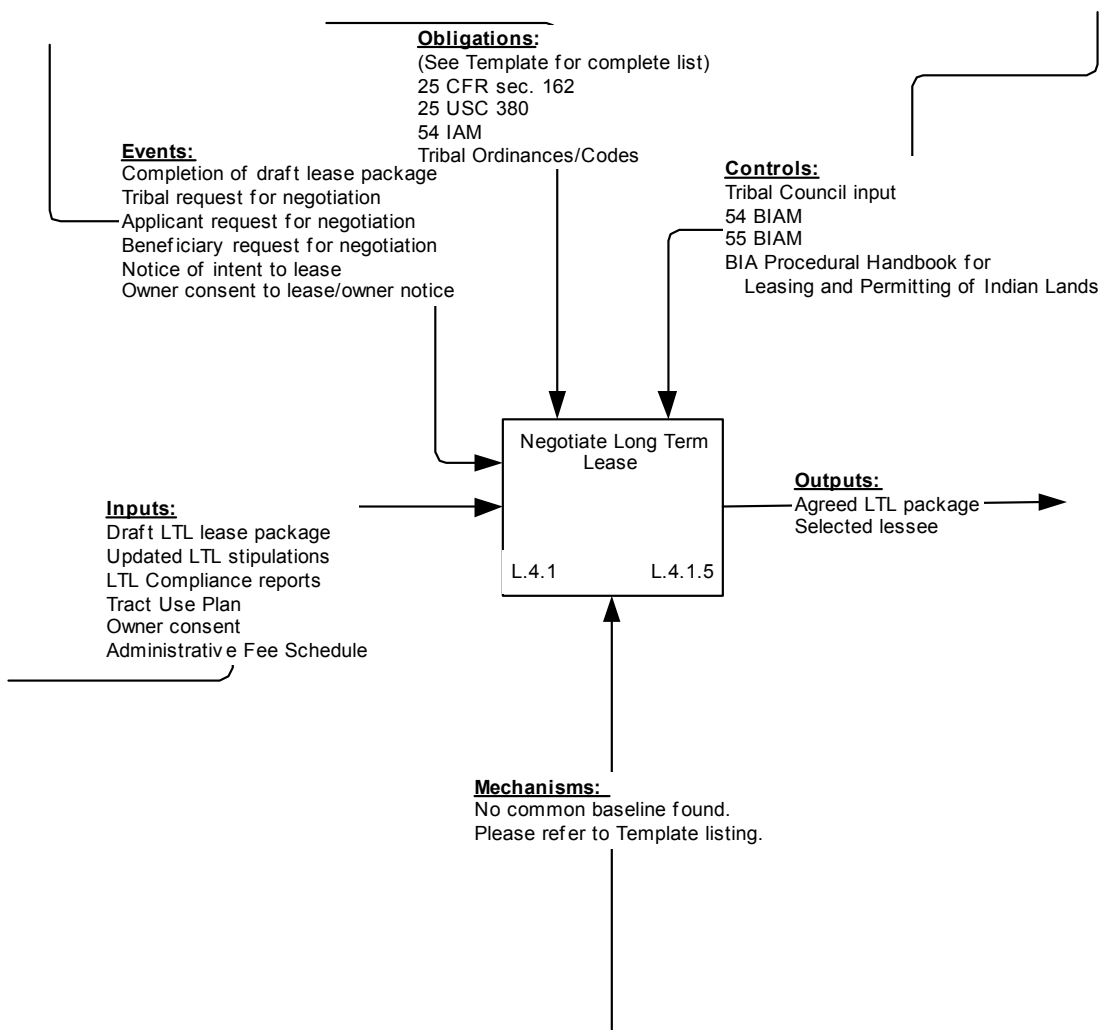 Obligations:
(See Template for complete list)
25 CFR sec. 162
25 USC 380
54 IAM
Tribal Ordinances/Codes
Events:
Completion of draft lease package
Tribal request for negotiation
Applicant request for negotiation
Beneficiary request for negotiation
Notice of intent to lease
Owner consent to lease/owner notice
Controls:
Tribal Council input
54 BIAM
55 BIAM
BIA Procedural Handbook for
Leasing and Permitting of Indian Lands
Negotiate Long Term
Lease
L.4.1 L.4.1.5
Inputs:
Draft LTL lease package
Updated LTL stipulations
LTL Compliance reports
Tract Use Plan
Owner consent
Administrative Fee Schedule
Outputs:
Agreed LTL package
Selected lessee
Mechanisms:
No common baseline found.
Please refer to Template listing.